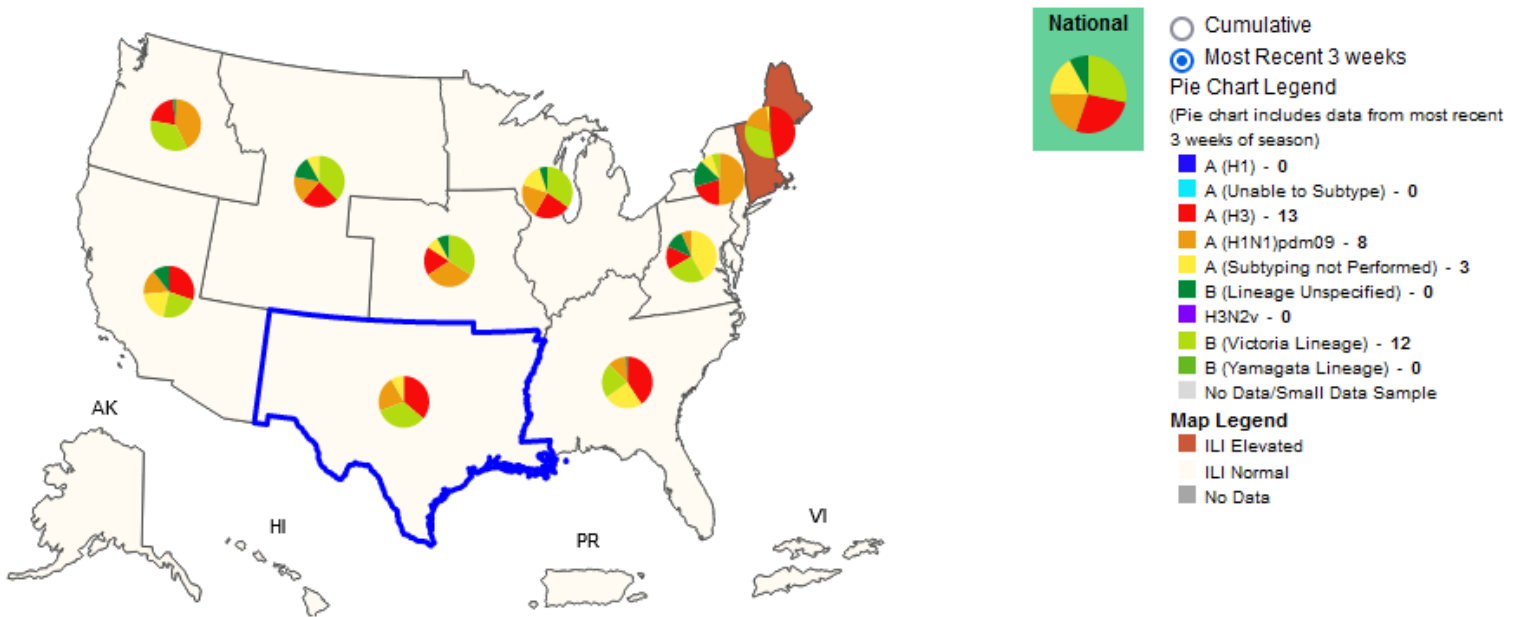 National
Cumulative
Most Recent 3 weeks
Pie Chart Legend
(Pie chart includes data from most recent
3 weeks of season)
A (H1) - 0
A (Unable to Subtype) - 0
A (H3) - 13
A (H1N1)pdm09 - 8
A (Subtyping not Performed) - 3
B (Lineage Unspecified) - 0
H3N2v - 0
B (Victoria Lineage) - 12
B (Yamagata Lineage) - 0
No Data/Small Data Sample
Map Legend
ILI Elevated
ILI Normal
No Data
AK
HI
PR
VI